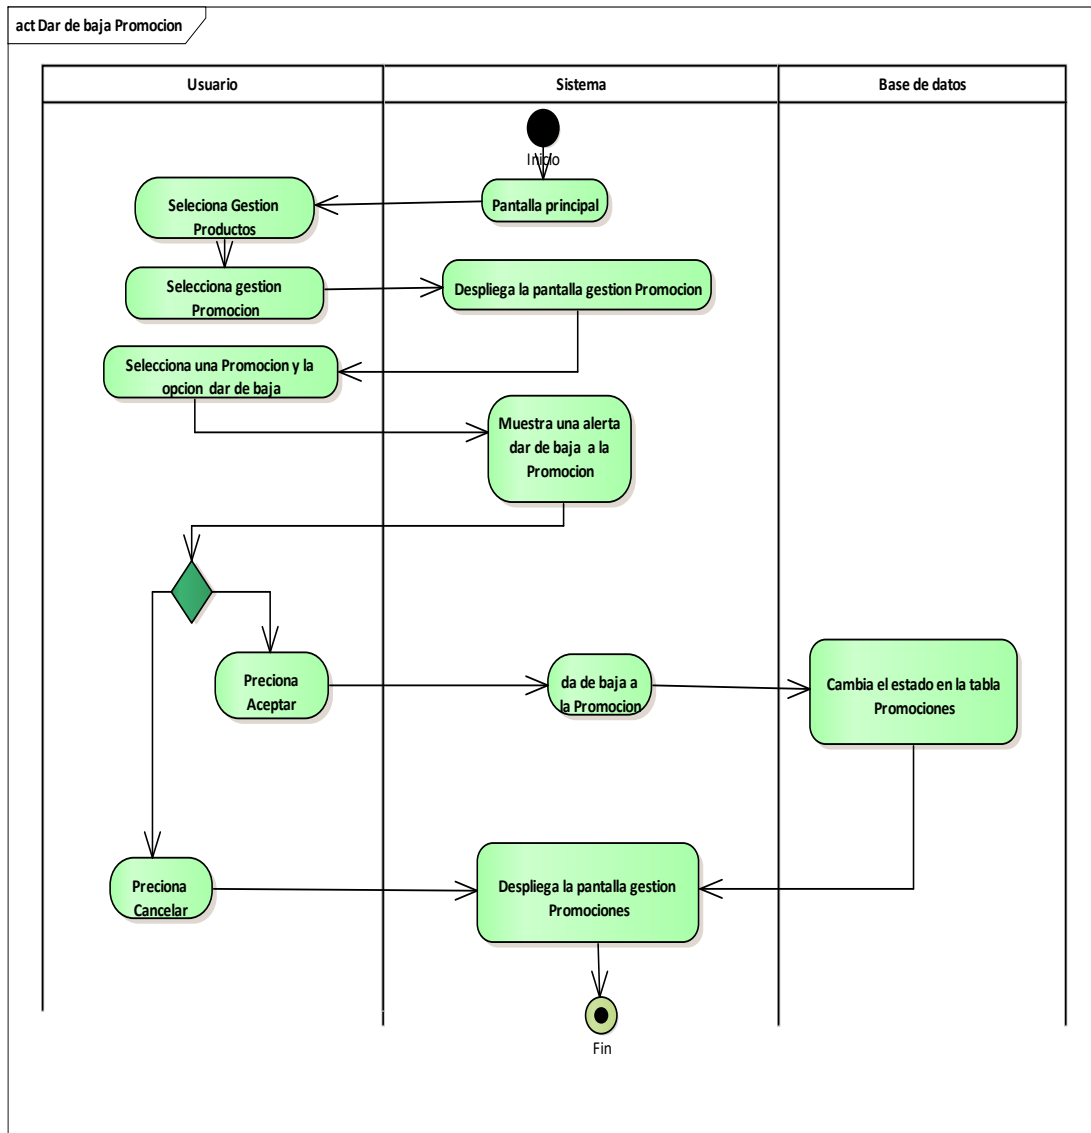 act Dar de baja Promocion
Usuario
Sistema
Base de datos
Inicio
Pantalla principal
Seleciona Gestion
Productos
Selecciona gestion
Promocion
Despliega la pantalla gestion Promocion
Selecciona una Promocion y la
opcion dar de baja
Muestra una alerta
dar de baja a la
Promocion
Preciona
Aceptar
da de baja a
la Promocion
Cambia el estado en la tabla
Promociones
Preciona
Cancelar
Despliega la pantalla gestion
Promociones
Fin